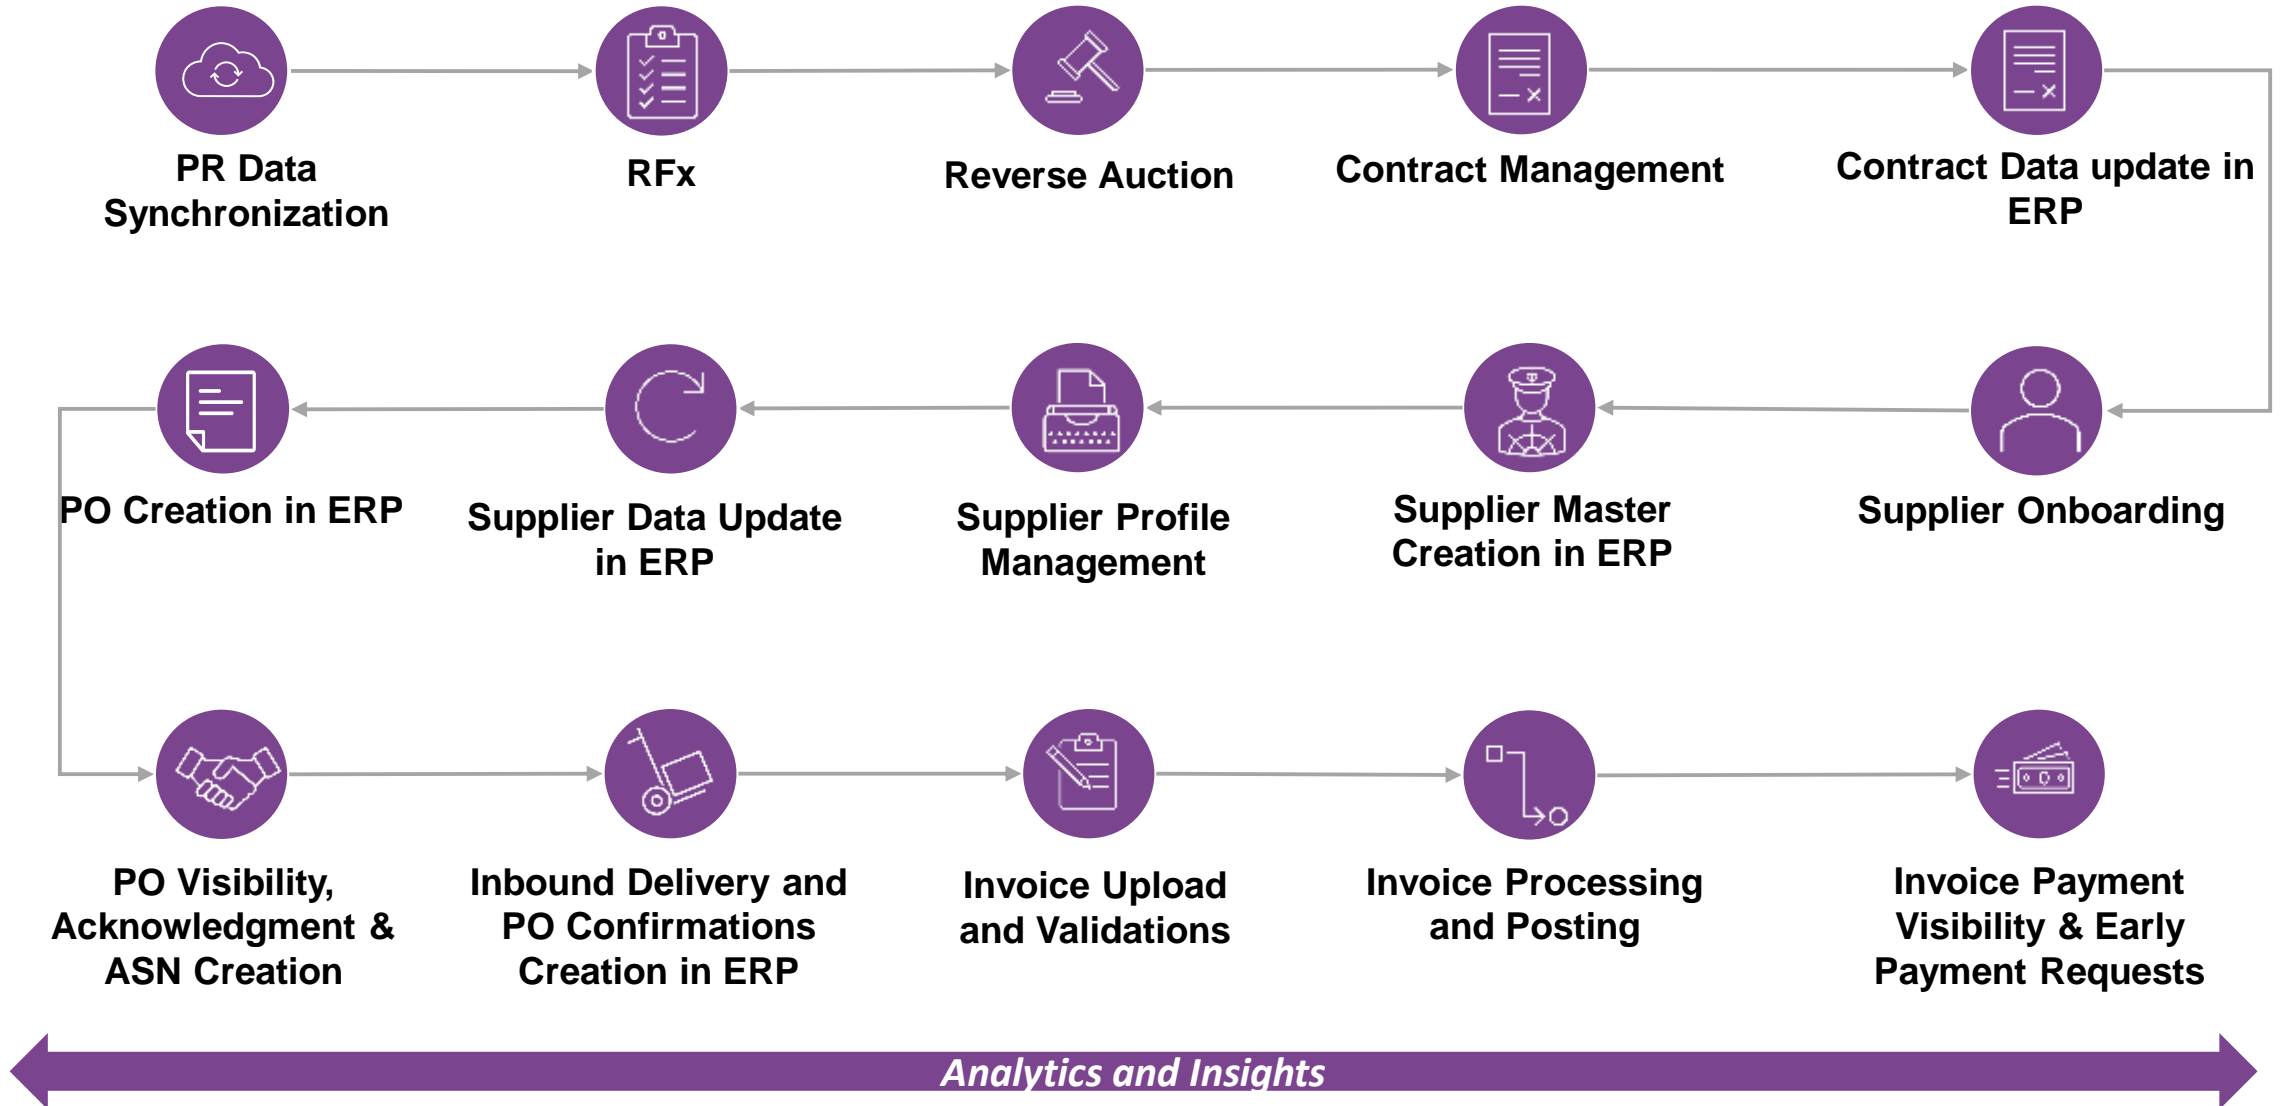 PR Data
Synchronization
RFx
Reverse Auction
Contract Management
Contract Data update in
ERP
PO Creation in ERP
Supplier Data Update
in ERP
Supplier Profile
Management
Supplier Master
Creation in ERP
Supplier Onboarding
PO Visibility,
Acknowledgment &
ASN Creation
Inbound Delivery and
PO Confirmations
Creation in ERP
Invoice Upload
and Validations
Invoice Processing
and Posting
Invoice Payment
Visibility & Early
Payment Requests
Analytics and Insights